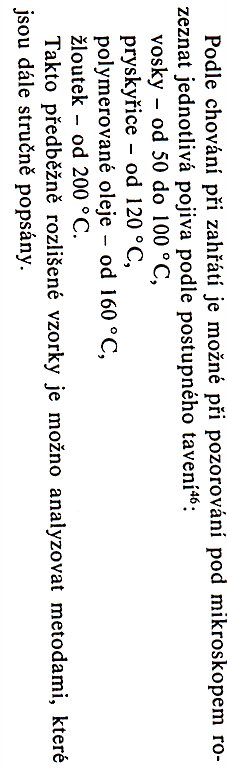 Podle chování při zahřátí je možné při pozorování pod mikroskopem ro-
zeznat jednotlivá pojiva podle postupného tavení⁴⁶:
vosky – od 50 do 100 °C,
pryskyřice – od 120 °C,
polymerované oleje – od 160 °C,
žloutek – od 200 °C.
Takto předběžně rozlišené vzorky je možno analyzovat metodami, které
jsou dále stručně popsány.